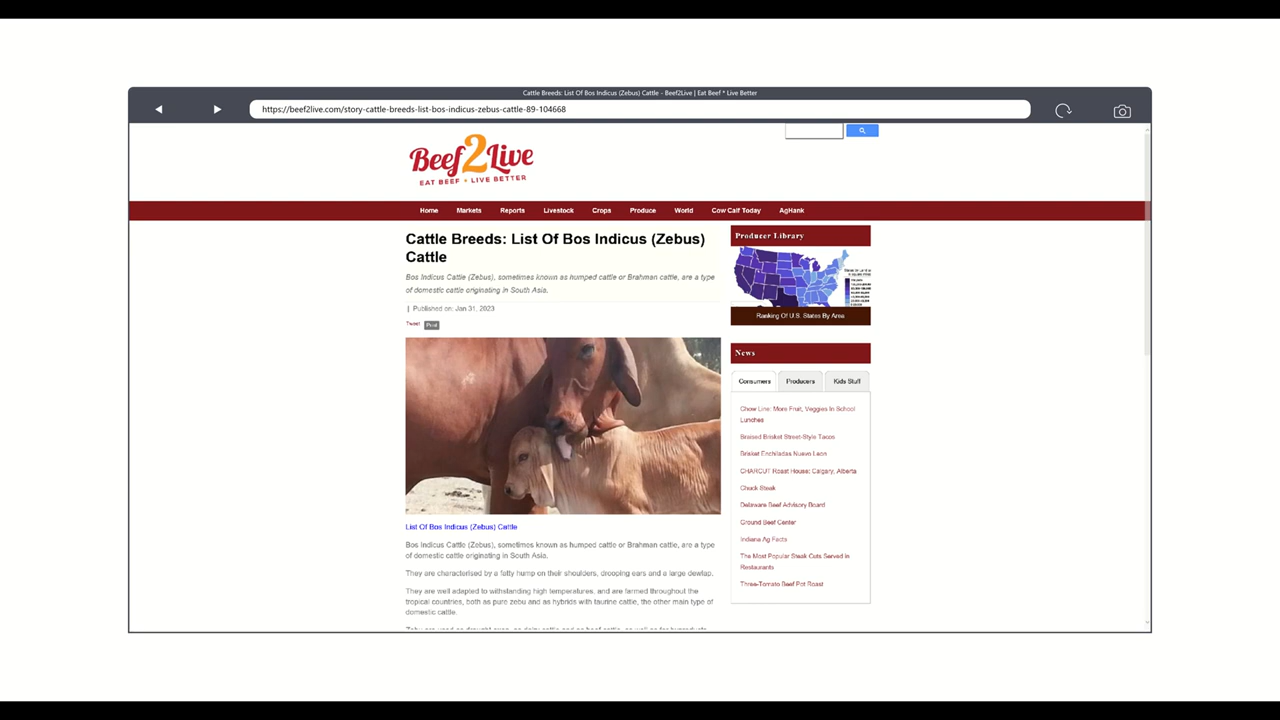 Cattle Breeds: List Of Bos Indicus (Zebus) Cattle - Beef2Live | Eat Beef * Live Better
https://beef2live.com/story-cattle-breeds-list-bos-indicus-zebus-cattle-89-104668
Beef2Live
EAT BEEF • LIVE BETTER
Home Markets Reports Livestock Crops Produce World Cow Calf Today AgHank
Cattle Breeds: List Of Bos Indicus (Zebus)
Cattle
Bos Indicus Cattle (Zebus), sometimes known as humped cattle or Brahman cattle, are a type
of domestic cattle originating in South Asia,
| Published on: Jan 31, 2023
Tweet Post
List Of Bos Indicus (Zebus) Cattle
Bos Indicus Cattle (Zebus), sometimes known as humped cattle or Brahman cattle, are a type
of domestic cattle originating in South Asia.
They are characterised by a fatty hump on their shoulders, drooping ears and a large dewlap.
They are well adapted to withstanding high temperatures, and are farmed throughout the
tropical countries, both as pure zebu and as hybrids with taurine cattle, the other main type of
domestic cattle.
Producer Library
Ranking Of U.S. States By Area
News
Consumers Producers Kids Stuff
Chow Line: More Fruit, Veggies In School
Lunches
Braised Brisket Street-Style Tacos
Brisket Enchiladas Nuevo Leon
CHARCUT Roast House: Calgary, Alberta
Chuck Steak
Delaware Beef Advisory Board
Ground Beef Center
Indiana Ag Facts
The Most Popular Steak Cuts Served in
Restaurants
Three-Tomato Beef Pot Roast